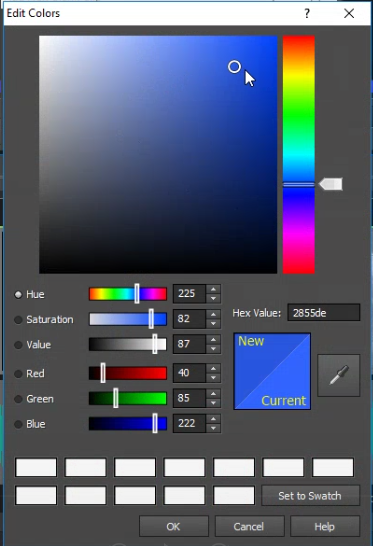 Edit Colors ?
Hue 225
Saturation 82
Value 87
Red 40
Green 85
Blue 222
Hex Value: 2855de
New
Current
Set to Swatch
OK Cancel Help